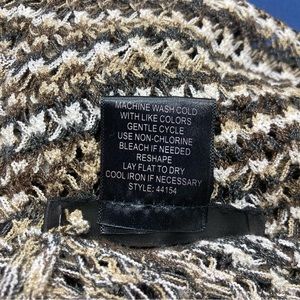 MACHINE WASH COLD
WITH LIKE COLORS
GENTLE CYCLE
USE NON-CHLORINE
BLEACH IF NEEDED
RESHAPE
LAY FLAT TO DRY
COOL IRON IF NECESSARY
STYLE: 44154